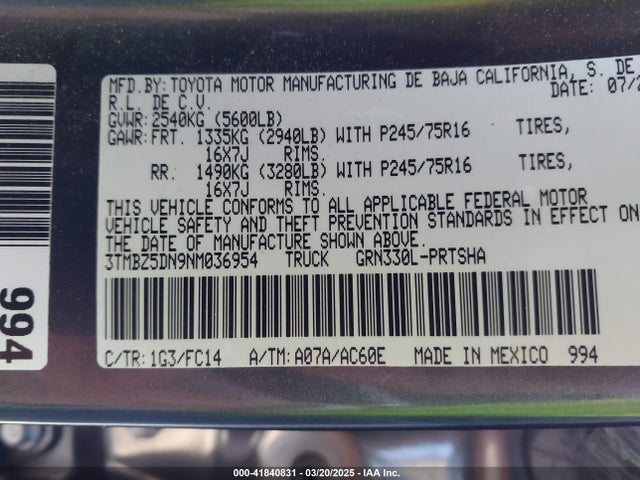 MFD.BY: TOYOTA MOTOR MANUFACTURING DE BAJA CALIFORNIA, S. DE
R.L. DE C.V. DATE: 07/2
GVWR: 2540KG (5600LB)
GAWR: FRT. 1335KG (2940LB) WITH P245/75R16 TIRES,
16X7J RIMS.
RR. 1490KG (3280LB) WITH P245/75R16 TIRES,
16X7J RIMS.
THIS VEHICLE CONFORMS TO ALL APPLICABLE FEDERAL MOTOR
VEHICLE SAFETY AND THEFT PREVENTION STANDARDS IN EFFECT ON
THE DATE OF MANUFACTURE SHOWN ABOVE.
3TMBZ5DN9NM036954 TRUCK GRN330L-PRTSHA
C/TR: 1G3/FC14 A/TM: A07A/AC60E MADE IN MEXICO 994
994
000-41840831 - 03/20/2025 - IAA Inc.